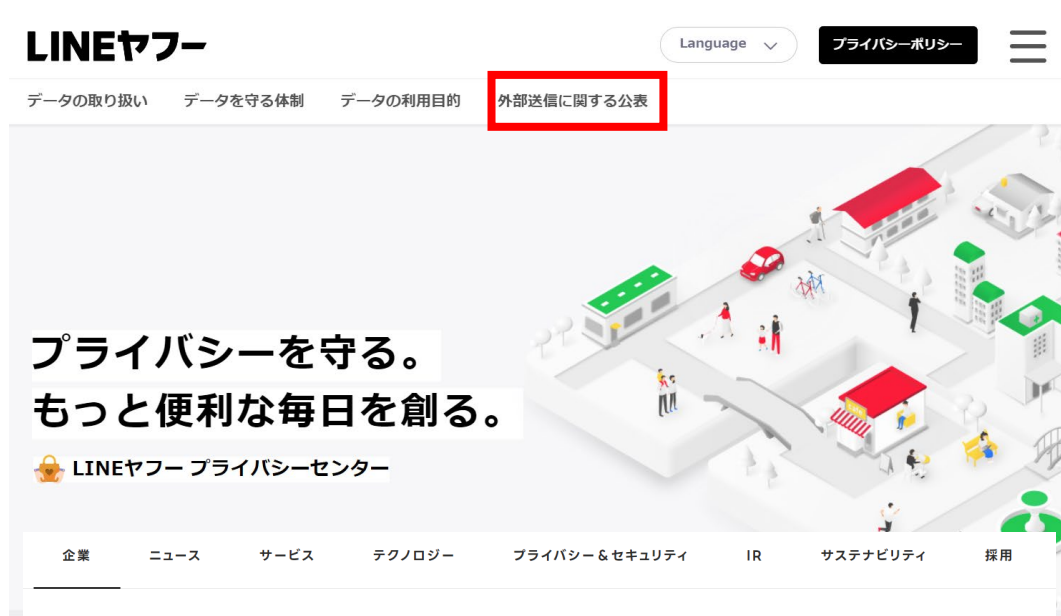 LINEヤフー
Language
プライバシーポリシー
データの取り扱い データを守る体制 データの利用目的 外部送信に関する公表
プライバシーを守る。
もっと便利な毎日を創る。
LINEヤフー プライバシーセンター
企業 ニュース サービス テクノロジー プライバシー&セキュリティ IR サステナビリティ 採用